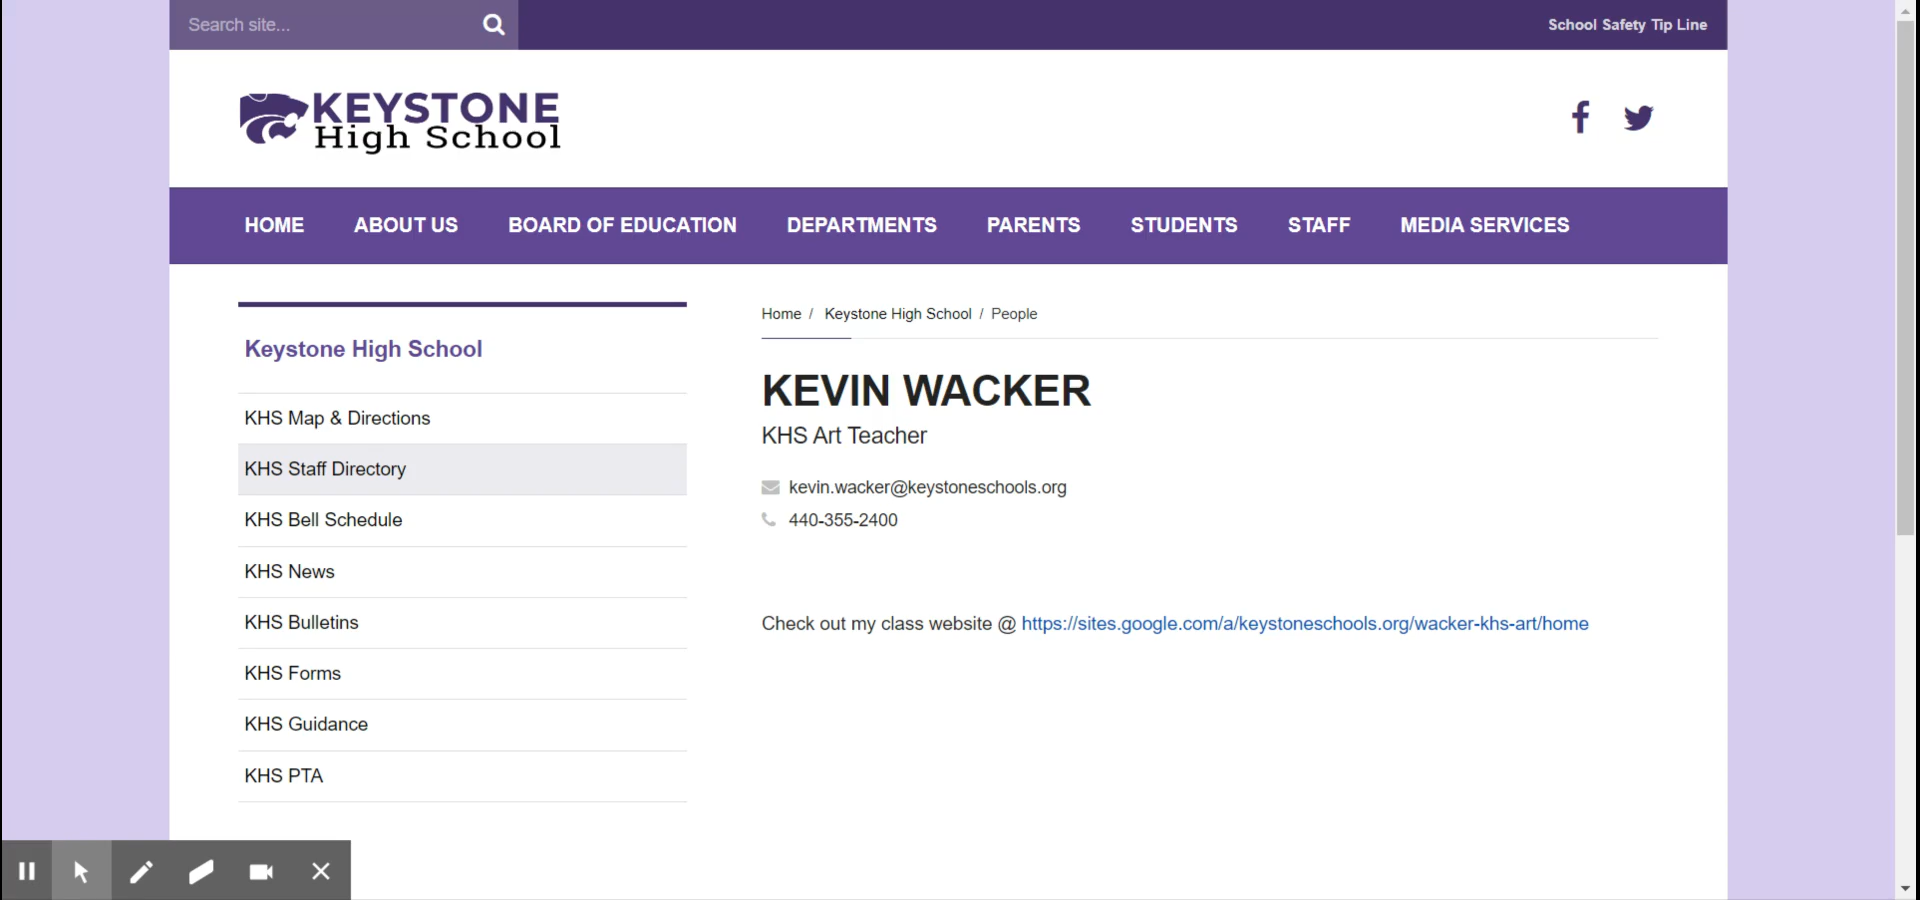 Search site...
School Safety Tip Line
KEYSTONE
High School
HOME ABOUT US BOARD OF EDUCATION DEPARTMENTS PARENTS STUDENTS STAFF MEDIA SERVICES
Keystone High School
KHS Map & Directions
KHS Staff Directory
KHS Bell Schedule
KHS News
KHS Bulletins
KHS Forms
KHS Guidance
KHS PTA
Home / Keystone High School / People
KEVIN WACKER
KHS Art Teacher
kevin.wacker@keystoneschools.org
440-355-2400
Check out my class website @ https://sites.google.com/a/keystoneschools.org/wacker-khs-art/home